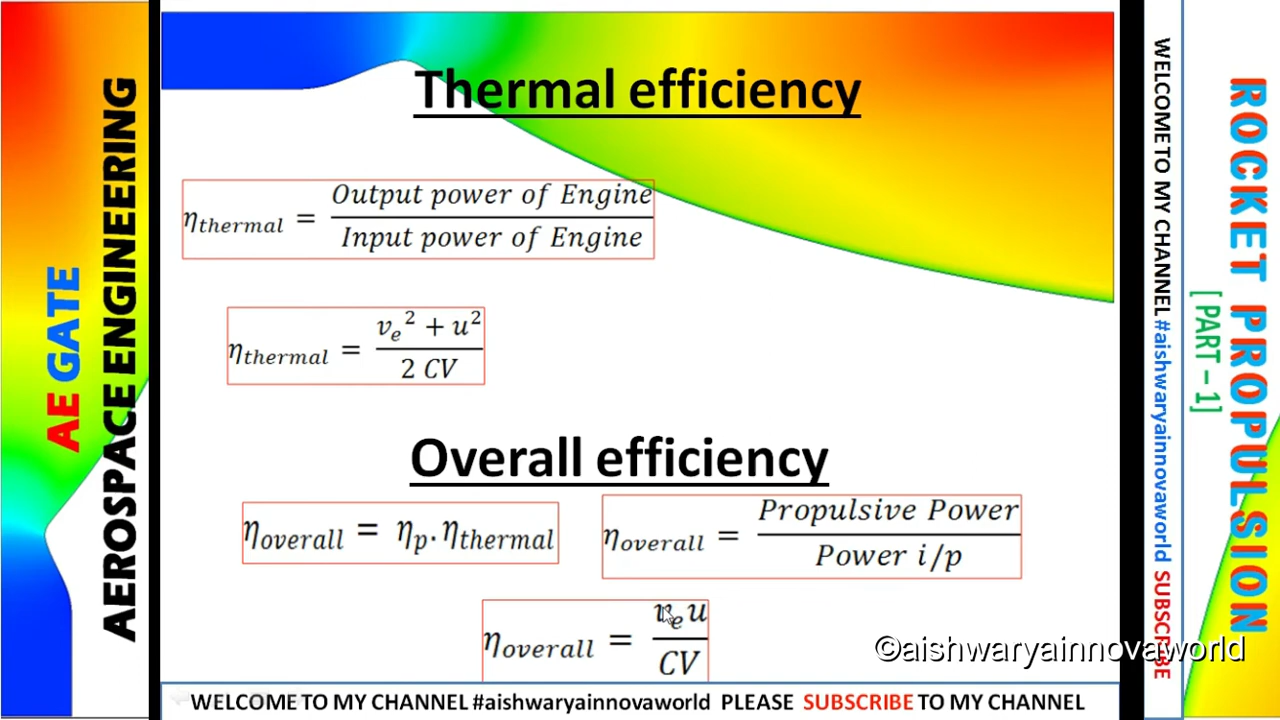 AE GATE
AEROSPACE ENGINEERING
Thermal efficiency
η_thermal = Output power of Engine / Input power of Engine
η_thermal = v_e² + u² / 2 CV
Overall efficiency
η_overall = η_p.η_thermal
η_overall = Propulsive Power / Power i/p
η_overall = v_e u / CV
©aishwaryainnovaworld
WELCOME TO MY CHANNEL #aishwaryainnovaworld PLEASE SUBSCRIBE TO MY CHANNEL
WELCOME TO MY CHANNEL #aishwaryainnovaworld SUBSCRIBE
ROCKET PROPULSION
[ PART – 1]